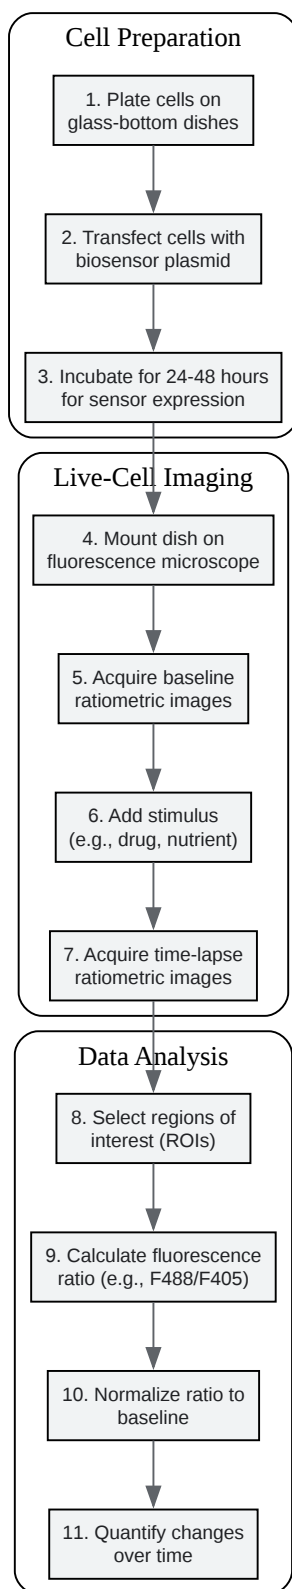 Cell Preparation
1. Plate cells on
glass-bottom dishes
2. Transfect cells with
biosensor plasmid
3. Incubate for 24-48 hours
for sensor expression
Live-Cell Imaging
4. Mount dish on
fluorescence microscope
5. Acquire baseline
ratiometric images
6. Add stimulus
(e.g., drug, nutrient)
7. Acquire time-lapse
ratiometric images
Data Analysis
8. Select regions of
interest (ROIs)
9. Calculate fluorescence
ratio (e.g., F488/F405)
10. Normalize ratio to
baseline
11. Quantify changes
over time